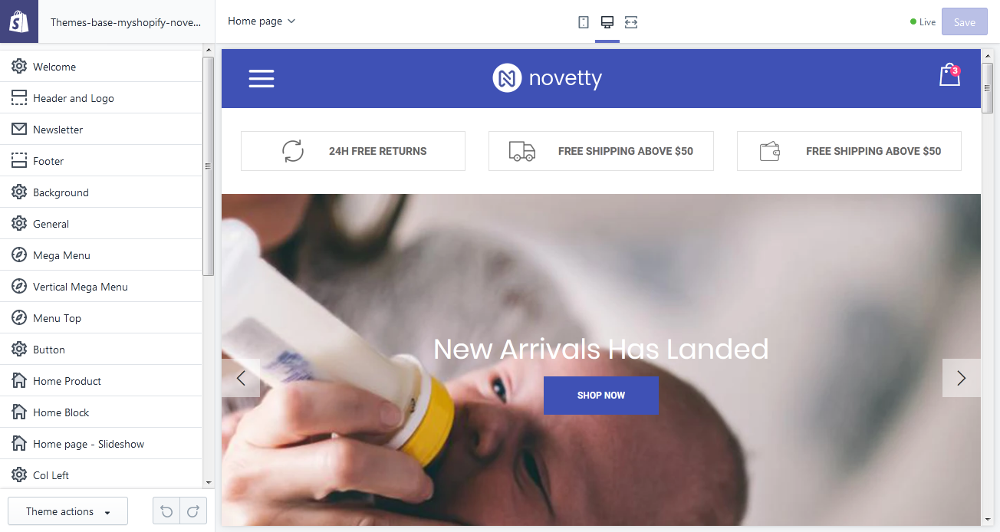 Themes-base-myshopify-nove...
Home page
Live
Save
Welcome
Header and Logo
Newsletter
Footer
Background
General
Mega Menu
Vertical Mega Menu
Menu Top
Button
Home Product
Home Block
Home page - Slideshow
Col Left
Theme actions
novetty
3
24H FREE RETURNS
FREE SHIPPING ABOVE $50
FREE SHIPPING ABOVE $50
New Arrivals Has Landed
SHOP NOW